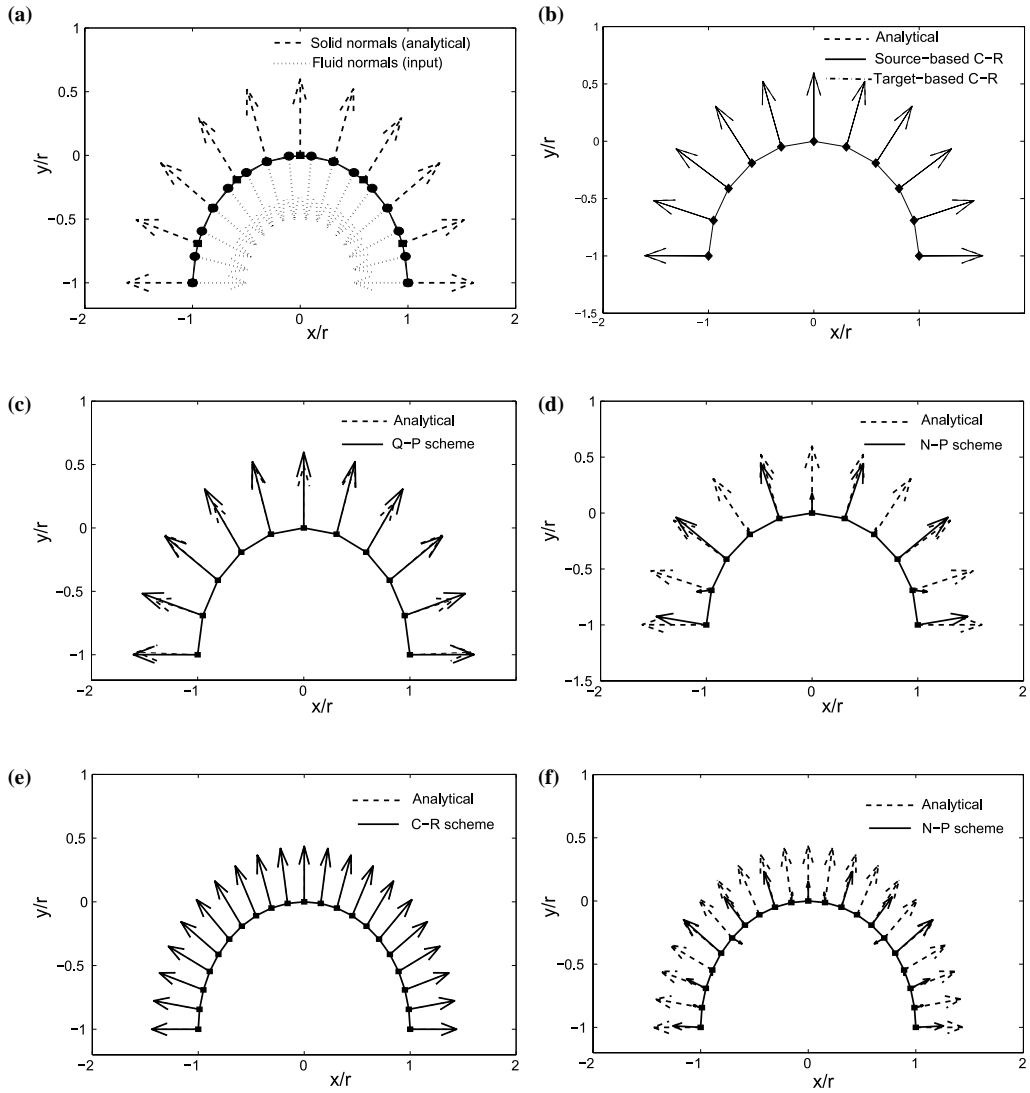 (a)
Solid normals (analytical)
Fluid normals (input)
1
0.5
0
−0.5
−1
y/r
−2
−1
0
1
2
x/r
(b)
Analytical
Source−based C−R
Target−based C−R
1
0.5
0
−0.5
−1
−1.5
y/r
−2
−1
0
1
x/r
(c)
Analytical
Q−P scheme
1
0.5
0
−0.5
−1
y/r
−2
−1
0
1
2
x/r
(d)
Analytical
N−P scheme
1
0.5
0
−0.5
−1
−1.5
y/r
−2
−1
0
1
2
x/r
(e)
Analytical
C−R scheme
1
0.5
0
−0.5
−1
y/r
−2
−1
0
1
2
x/r
(f)
Analytical
N−P scheme
1
0.5
0
−0.5
−1
y/r
−2
−1
0
1
2
x/r